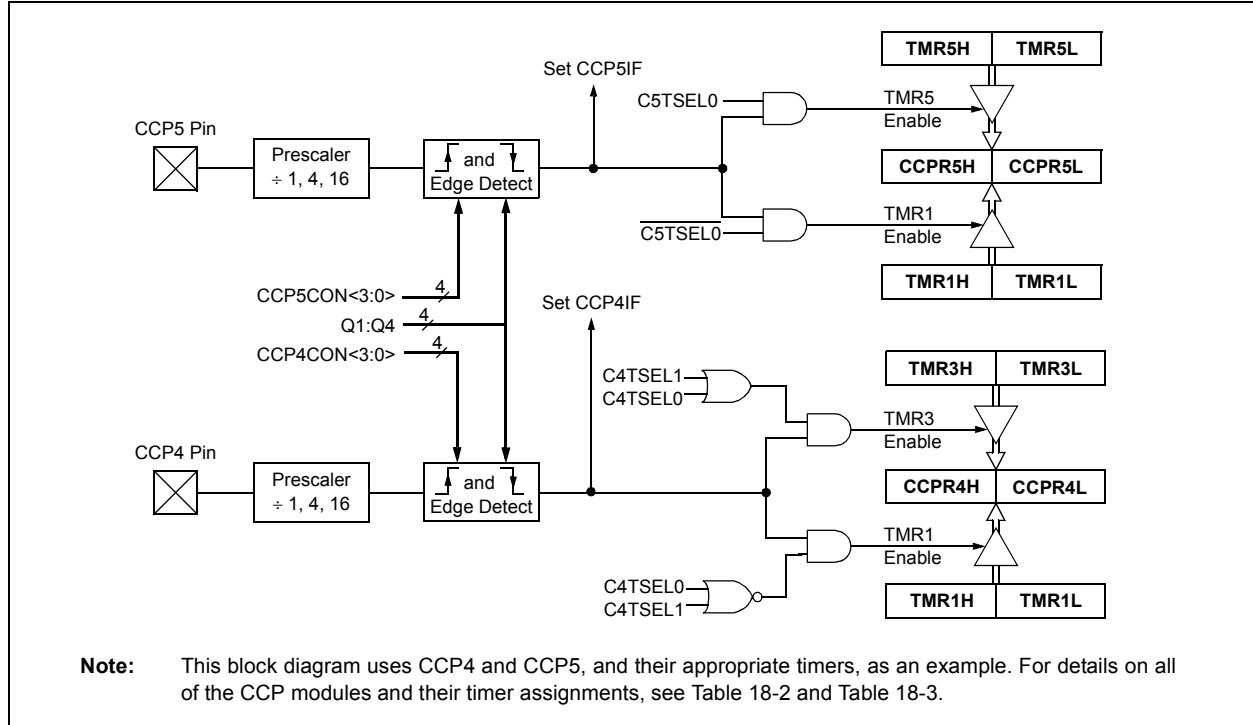 TMR5H TMR5L
Set CCP5IF
C5TSEL0
TMR5
Enable
CCP5 Pin
Prescaler
÷ 1, 4, 16
and
Edge Detect
CCPR5H CCPR5L
C5TSEL0
TMR1
Enable
TMR1H TMR1L
CCP5CON<3:0> 4
Q1:Q4 4
CCP4CON<3:0> 4
Set CCP4IF
TMR3H TMR3L
C4TSEL1
C4TSEL0
TMR3
Enable
CCP4 Pin
Prescaler
÷ 1, 4, 16
and
Edge Detect
CCPR4H CCPR4L
TMR1
Enable
C4TSEL0
C4TSEL1
TMR1H TMR1L
Note: This block diagram uses CCP4 and CCP5, and their appropriate timers, as an example. For details on all
of the CCP modules and their timer assignments, see Table 18-2 and Table 18-3.